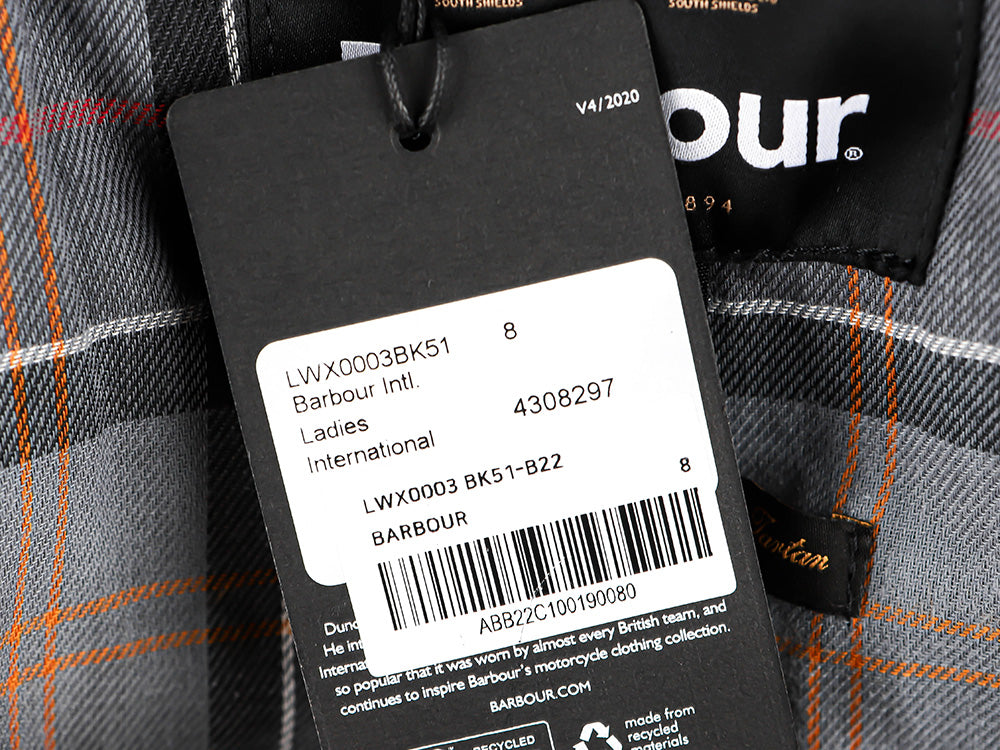 SOUTH SHIELDS
SOUTH SHIELDS
V4/2020
our®
894
LWX0003BK51 8
Barbour Intl.
Ladies 4308297
International
LWX0003 BK51-B22 8
BARBOUR
ABB22C100190080
Tartan
He
so popular that it was worn by almost every British team, and
continues to inspire Barbour's motorcycle clothing collection.
BARBOUR.COM
RECYCLED
made from
recycled
materials